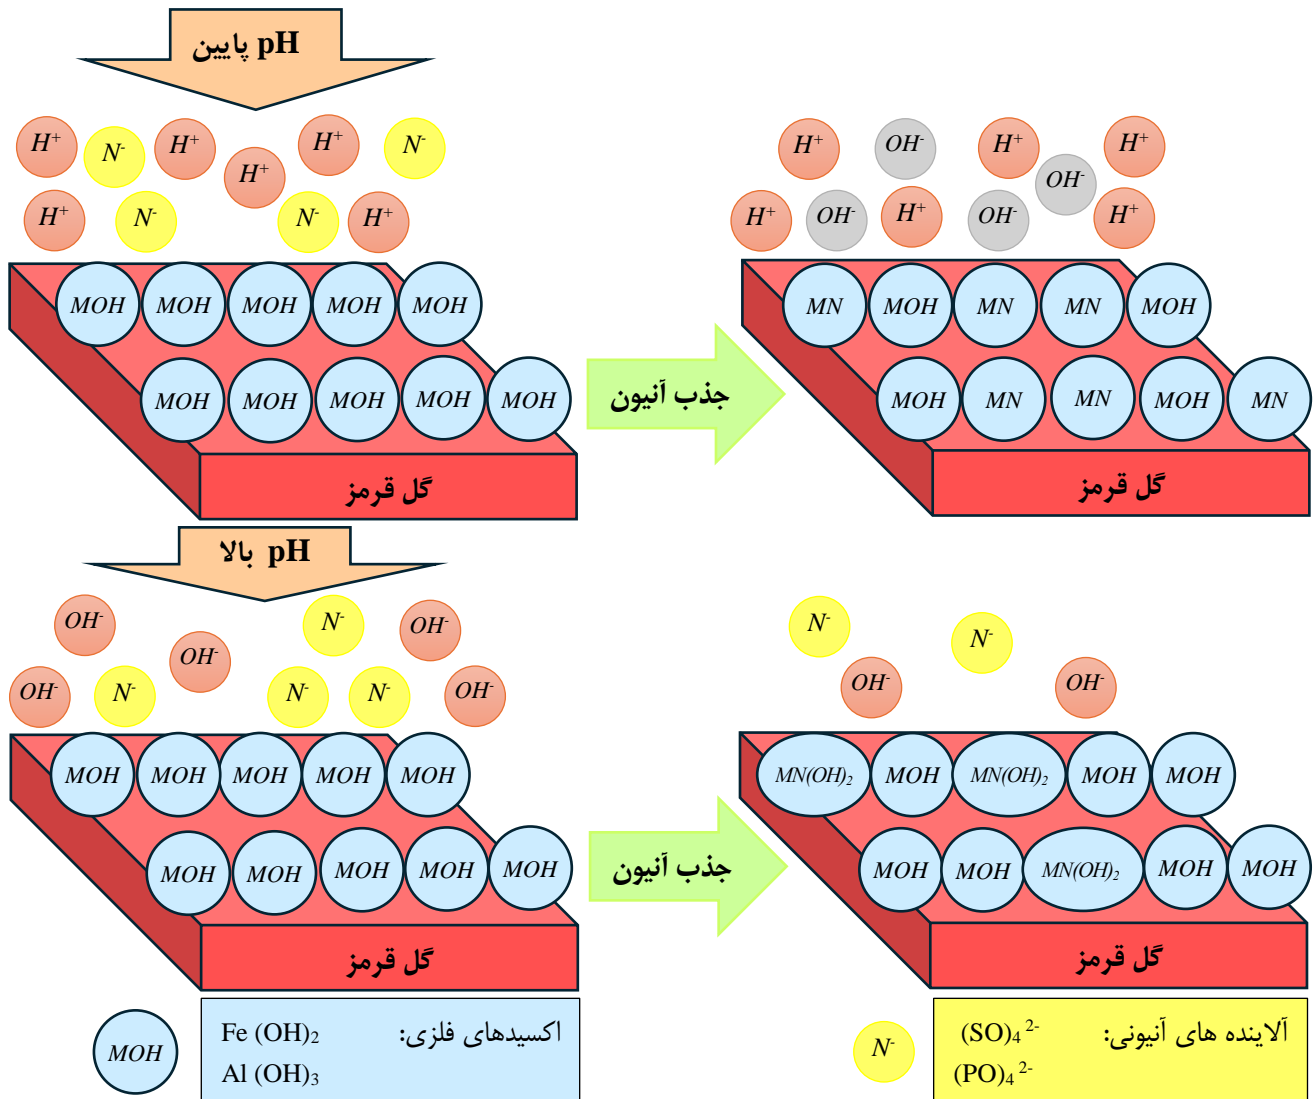 pH پایین
H⁺ N⁻ H⁺ H⁺ H⁺ N⁻
H⁺ N⁻ N⁻ H⁺
MOH MOH MOH MOH MOH
MOH MOH MOH MOH MOH
گل قرمز
جذب آنیون
H⁺ OH⁻ H⁺ OH⁻ H⁺
H⁺ OH⁻ H⁺ OH⁻ H⁺
MN MOH MN MN MOH
MOH MN MN MOH MN
گل قرمز
pH بالا
OH⁻ OH⁻ N⁻ OH⁻
OH⁻ N⁻ N⁻ N⁻ OH⁻
MOH MOH MOH MOH MOH
MOH MOH MOH MOH MOH
گل قرمز
جذب آنیون
N⁻ N⁻
OH⁻ OH⁻
MN(OH)₂ MOH MN(OH)₂ MOH MOH
MOH MOH MN(OH)₂ MOH MOH
گل قرمز
MOH
اکسیدهای فلزی: Fe (OH)₂
Al (OH)₃
N⁻
آلاینده های آنیونی: (SO)₄ ²⁻
(PO)₄ ²⁻